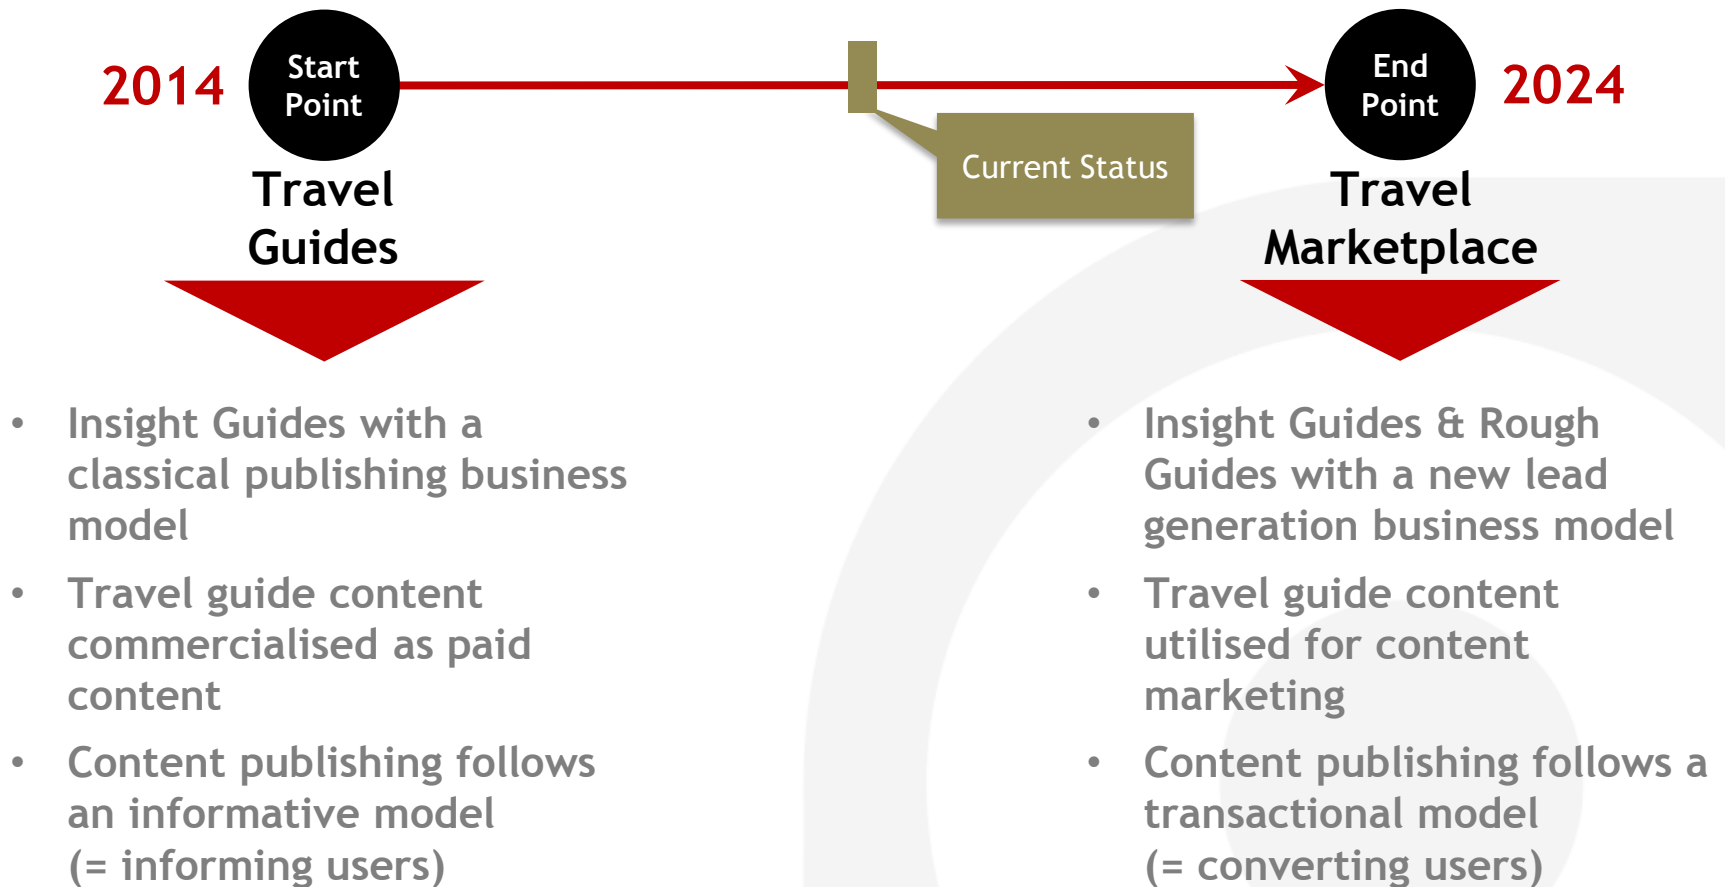 2014
Start
Point
End
Point
2024
Current Status
Travel
Guides
Travel
Marketplace
• Insight Guides with a
classical publishing business
model
• Travel guide content
commercialised as paid
content
• Content publishing follows
an informative model
(= informing users)
• Insight Guides & Rough
Guides with a new lead
generation business model
• Travel guide content
utilised for content
marketing
• Content publishing follows a
transactional model
(= converting users)